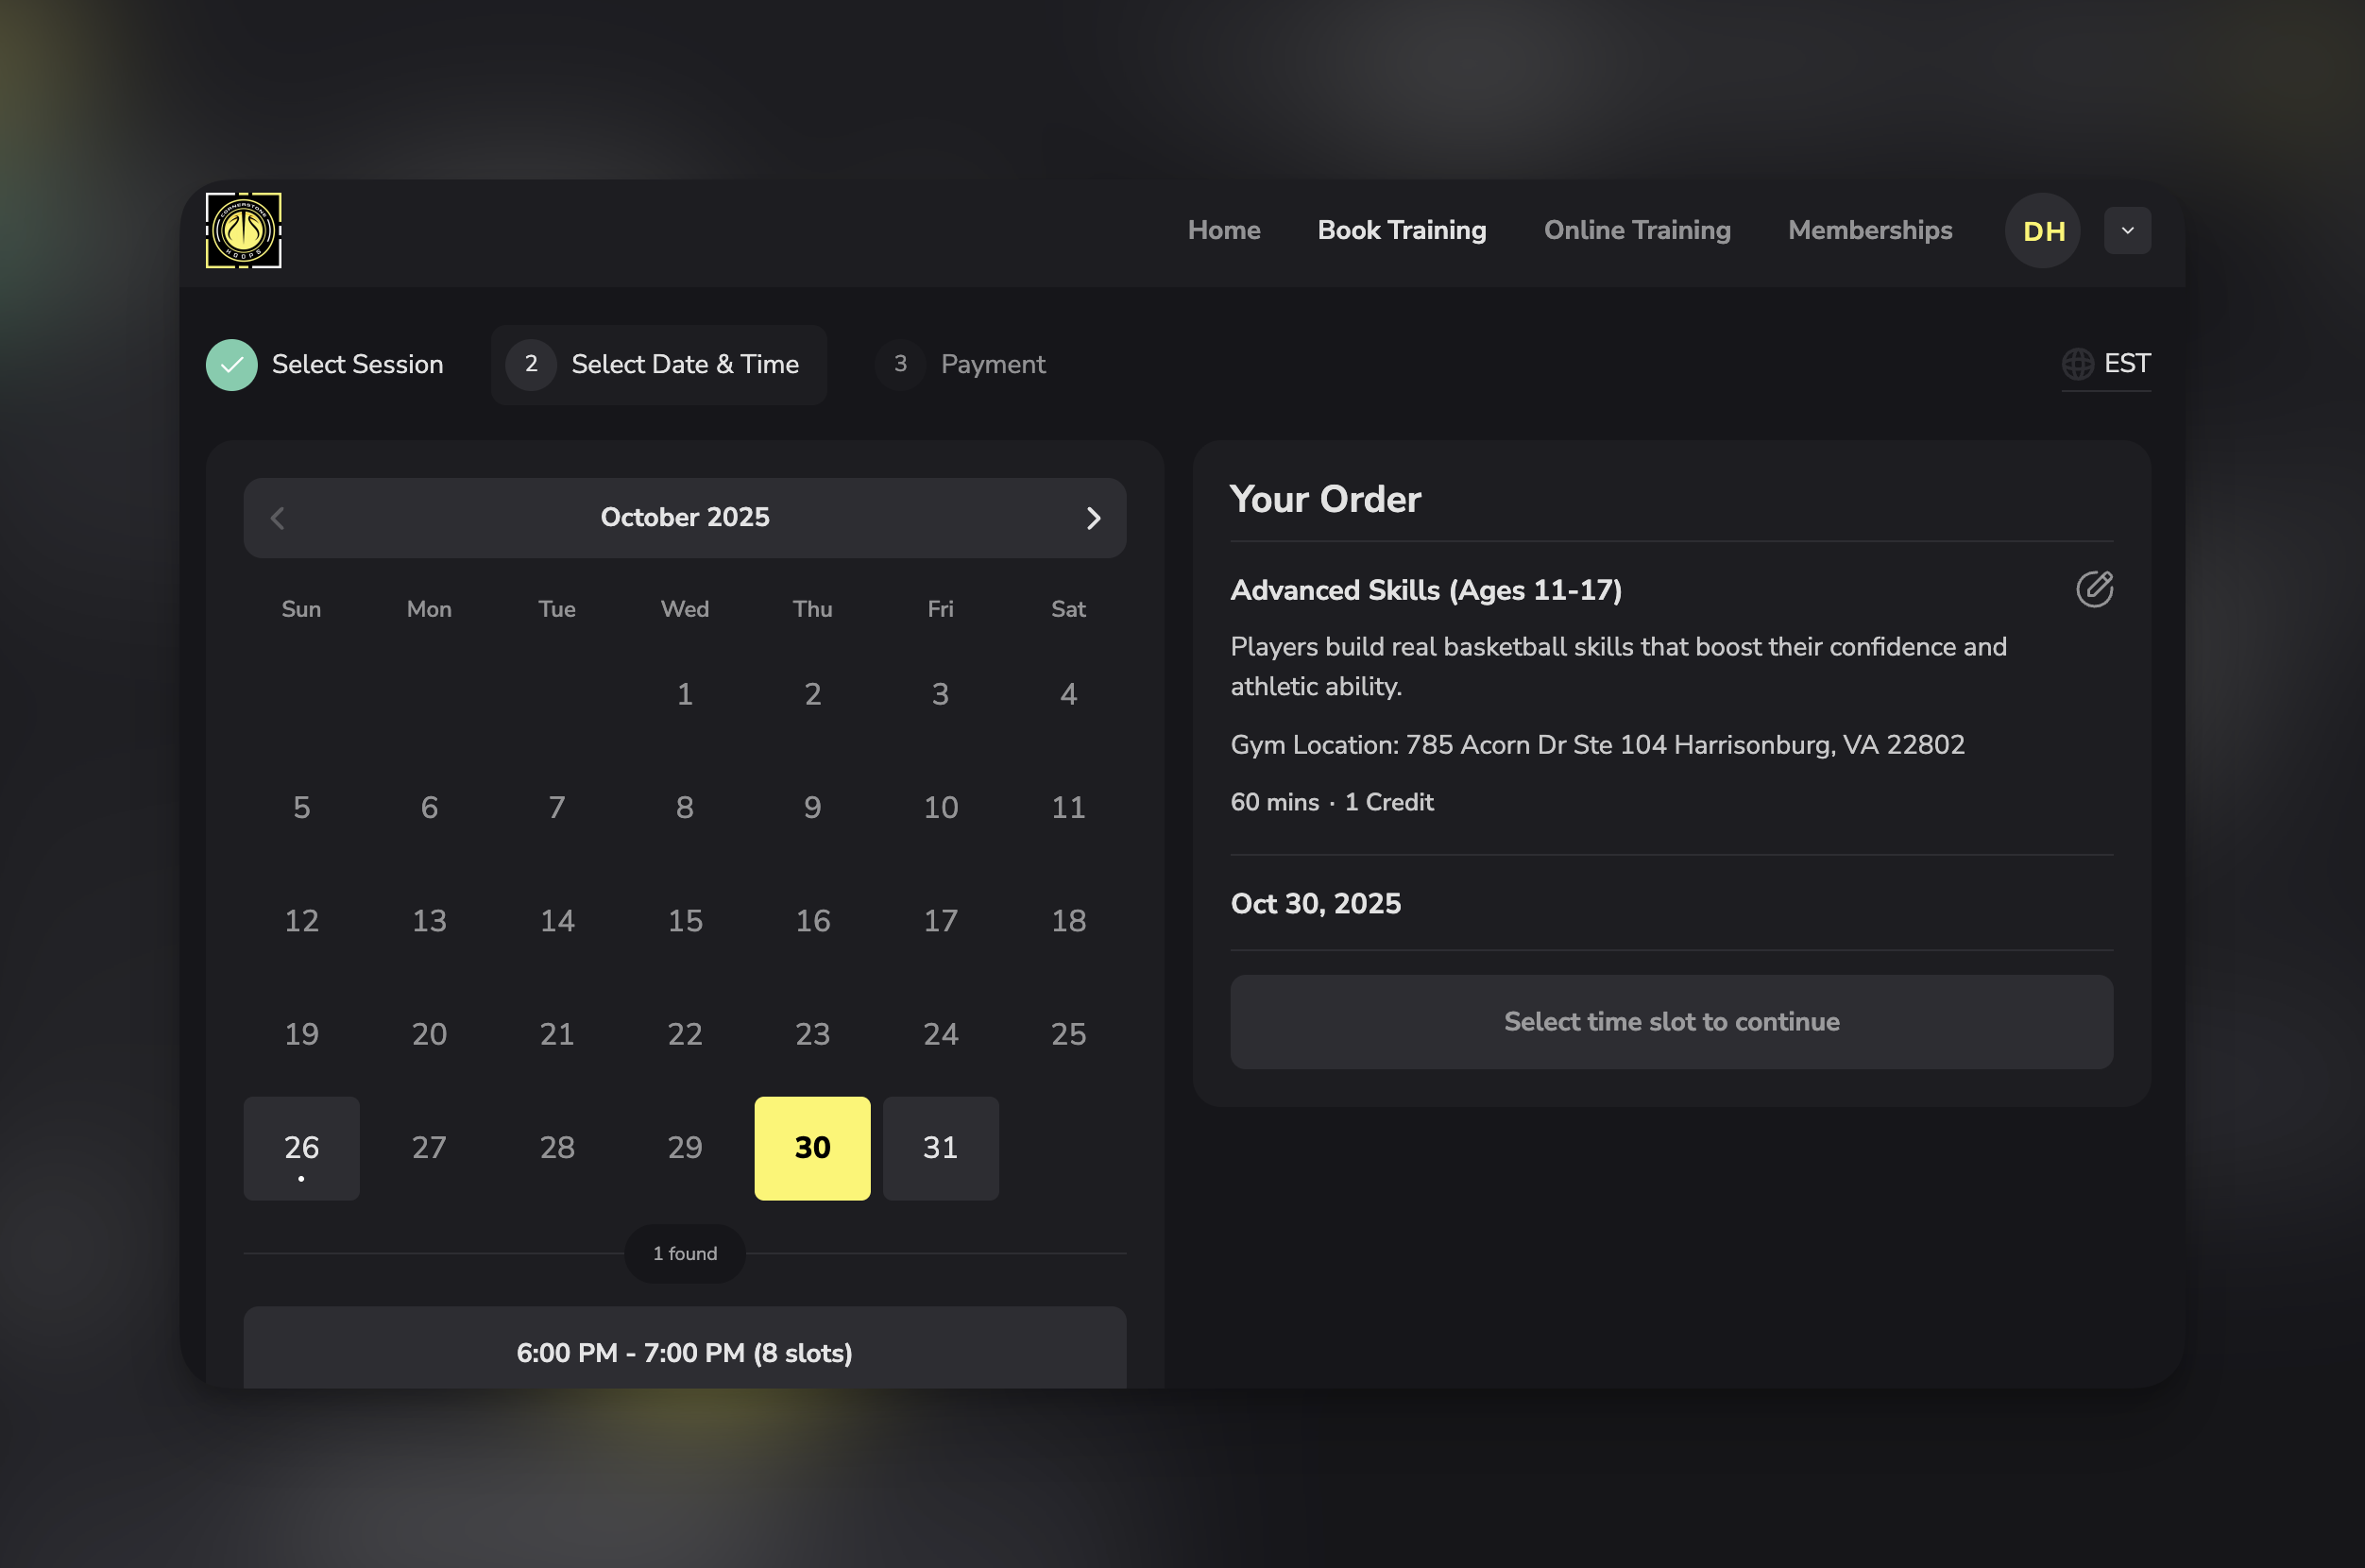 CORNERSTONE
HOOPS
Home
Book Training
Online Training
Memberships
DH
Select Session
2
Select Date & Time
3
Payment
EST
October 2025
Sun Mon Tue Wed Thu Fri Sat
1 2 3 4
5 6 7 8 9 10 11
12 13 14 15 16 17 18
19 20 21 22 23 24 25
26 27 28 29 30 31
1 found
6:00 PM - 7:00 PM (8 slots)
Your Order
Advanced Skills (Ages 11-17)
Players build real basketball skills that boost their confidence and
athletic ability.
Gym Location: 785 Acorn Dr Ste 104 Harrisonburg, VA 22802
60 mins · 1 Credit
Oct 30, 2025
Select time slot to continue